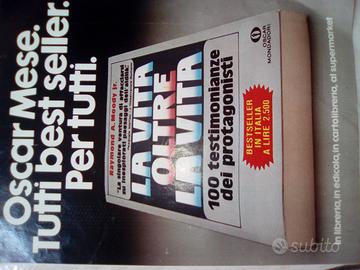 Oscar Mese.
Tutti best seller.
Per tutti.
OSCAR
MONDADORI
Raymond A. Moody jr.
LA VITA
OLTRE
LA VITA
100 testimonianze
dei protagonisti
BESTSELLER
IN ITALIA
A LIRE 2.500
in libreria, in edicola, in cartolibreria, al supermarket
subito